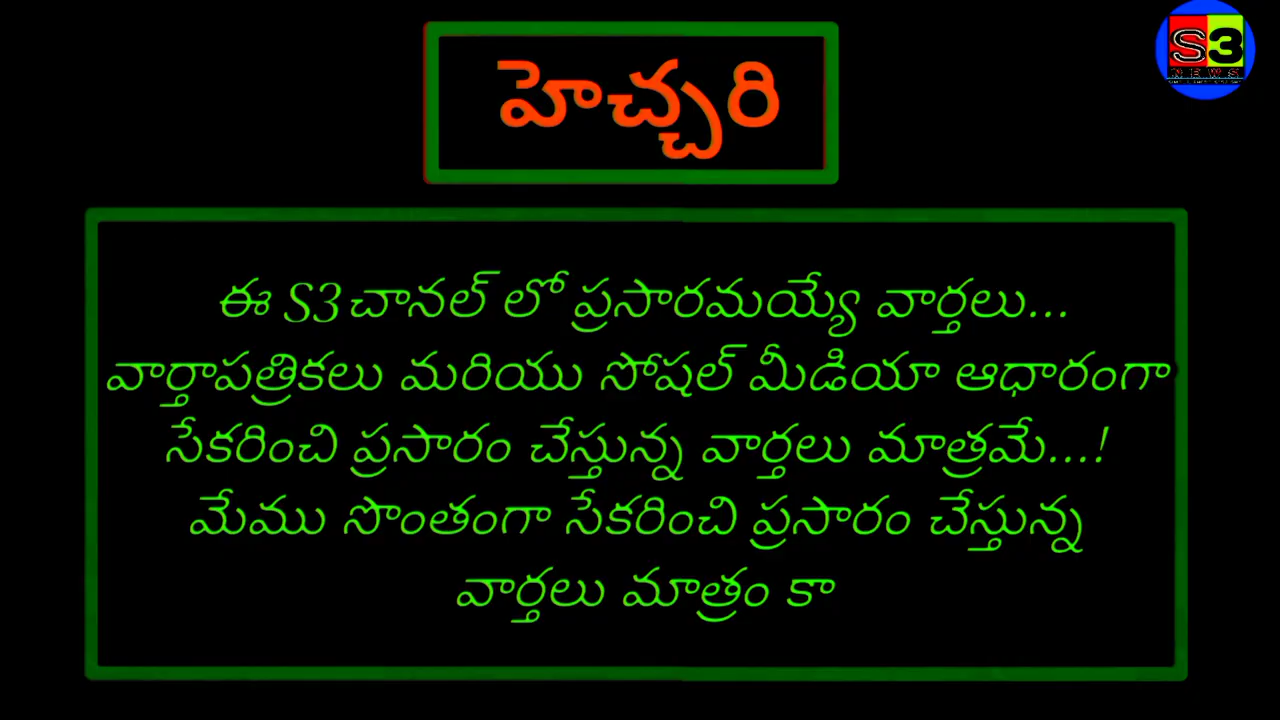 S3
NEWS
హెచ్చరి
ఈ S3 చానల్ లో ప్రసారమయ్యే వార్తలు...
వార్తాపత్రికలు మరియు సోషల్ మీడియా ఆధారంగా
సేకరించి ప్రసారం చేస్తున్న వార్తలు మాత్రమే...!
మేము సొంతంగా సేకరించి ప్రసారం చేస్తున్న
వార్తలు మాత్రం కా